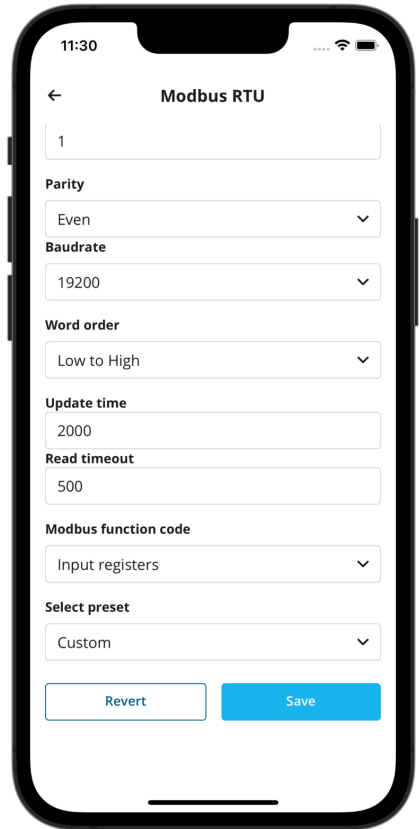 11:30
Modbus RTU
1
Parity
Even
Baudrate
19200
Word order
Low to High
Update time
2000
Read timeout
500
Modbus function code
Input registers
Select preset
Custom
Revert Save